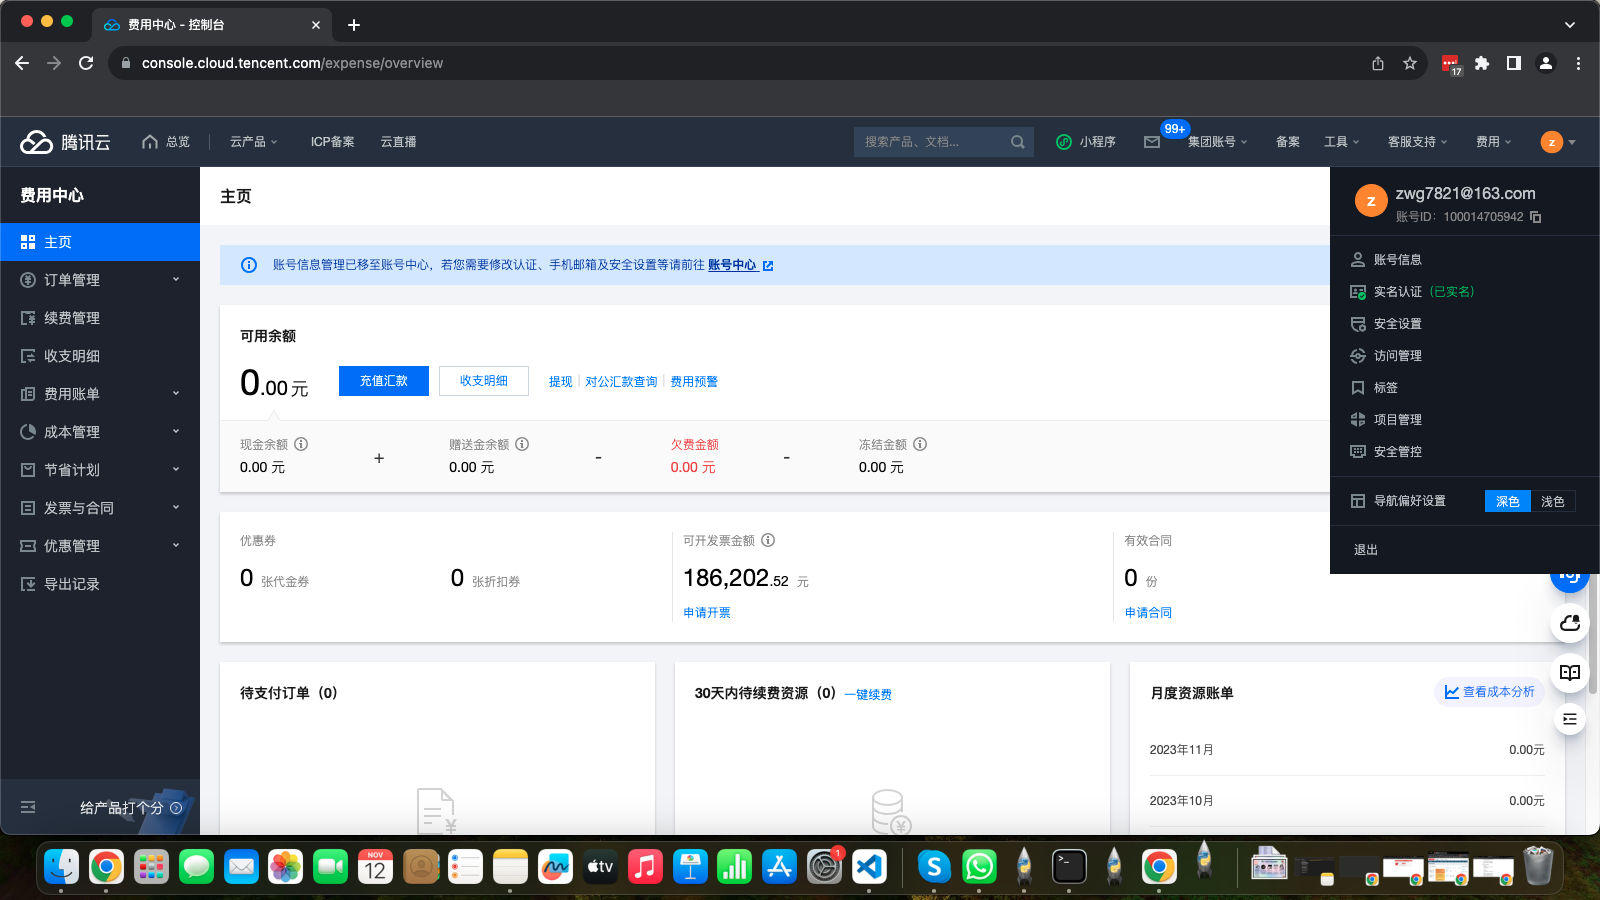 费用中心 - 控制台
console.cloud.tencent.com/expense/overview
17
腾讯云
总览
云产品
ICP备案
云直播
搜索产品、文档...
小程序
99+
集团账号
备案
工具
客服支持
费用
z
费用中心
主页
订单管理
续费管理
收支明细
费用账单
成本管理
节省计划
发票与合同
优惠管理
导出记录
给产品打个分
主页
账号信息管理已移至账号中心，若您需要修改认证、手机邮箱及安全设置等请前往 账号中心
可用余额
0.00 元
充值汇款
收支明细
提现
对公汇款查询
费用预警
现金余额
0.00 元
+
赠送金余额
0.00 元
-
欠费金额
0.00 元
-
冻结金额
0.00 元
优惠券
0 张代金券
0 张折扣券
可开发票金额
186,202.52 元
申请开票
有效合同
0 份
申请合同
待支付订单（0）
30天内待续费资源（0） 一键续费
月度资源账单
查看成本分析
2023年11月
0.00元
2023年10月
0.00元
z
zwg7821@163.com
账号ID: 100014705942
账号信息
实名认证（已实名）
安全设置
访问管理
标签
项目管理
安全管控
导航偏好设置
深色
浅色
退出
NOV
12
tv
1